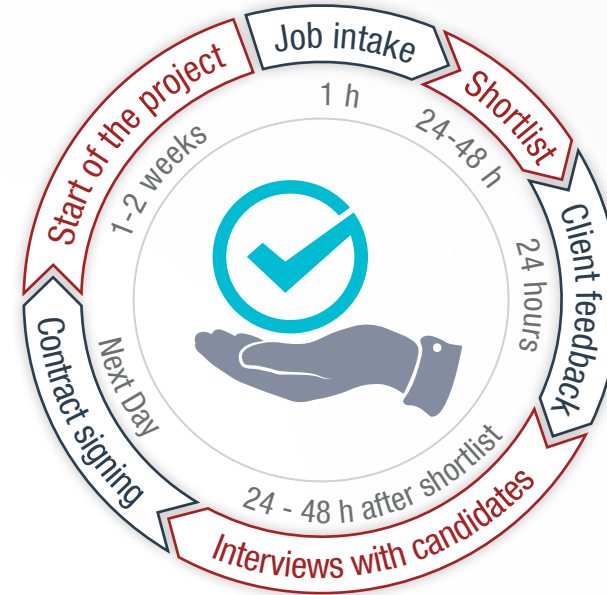 Job intake
1 h
Shortlist
24-48 h
Client feedback
24 hours
Interviews with candidates
24 - 48 h after shortlist
Contract signing
Next Day
Start of the project
1-2 weeks